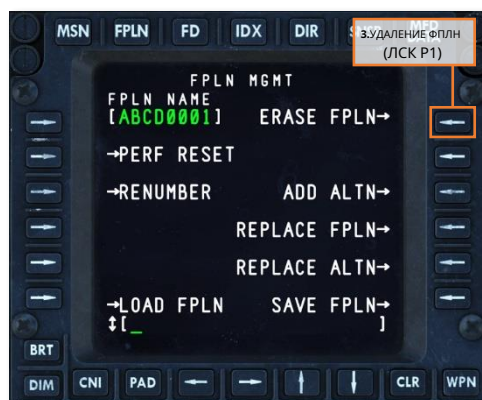 MSN FPLN FD IDX DIR
3.УДАЛЕНИЕ ФПЛН
(ЛСК Р1)
FPLN MGMT
FPLN NAME
[ABCD0001] ERASE FPLN→
→PERF RESET
→RENUMBER ADD ALTN→
REPLACE FPLN→
REPLACE ALTN→
→LOAD FPLN SAVE FPLN→
↕[_ ]
BRT
DIM CNI PAD ← → ↑ ↓ CLR WPN